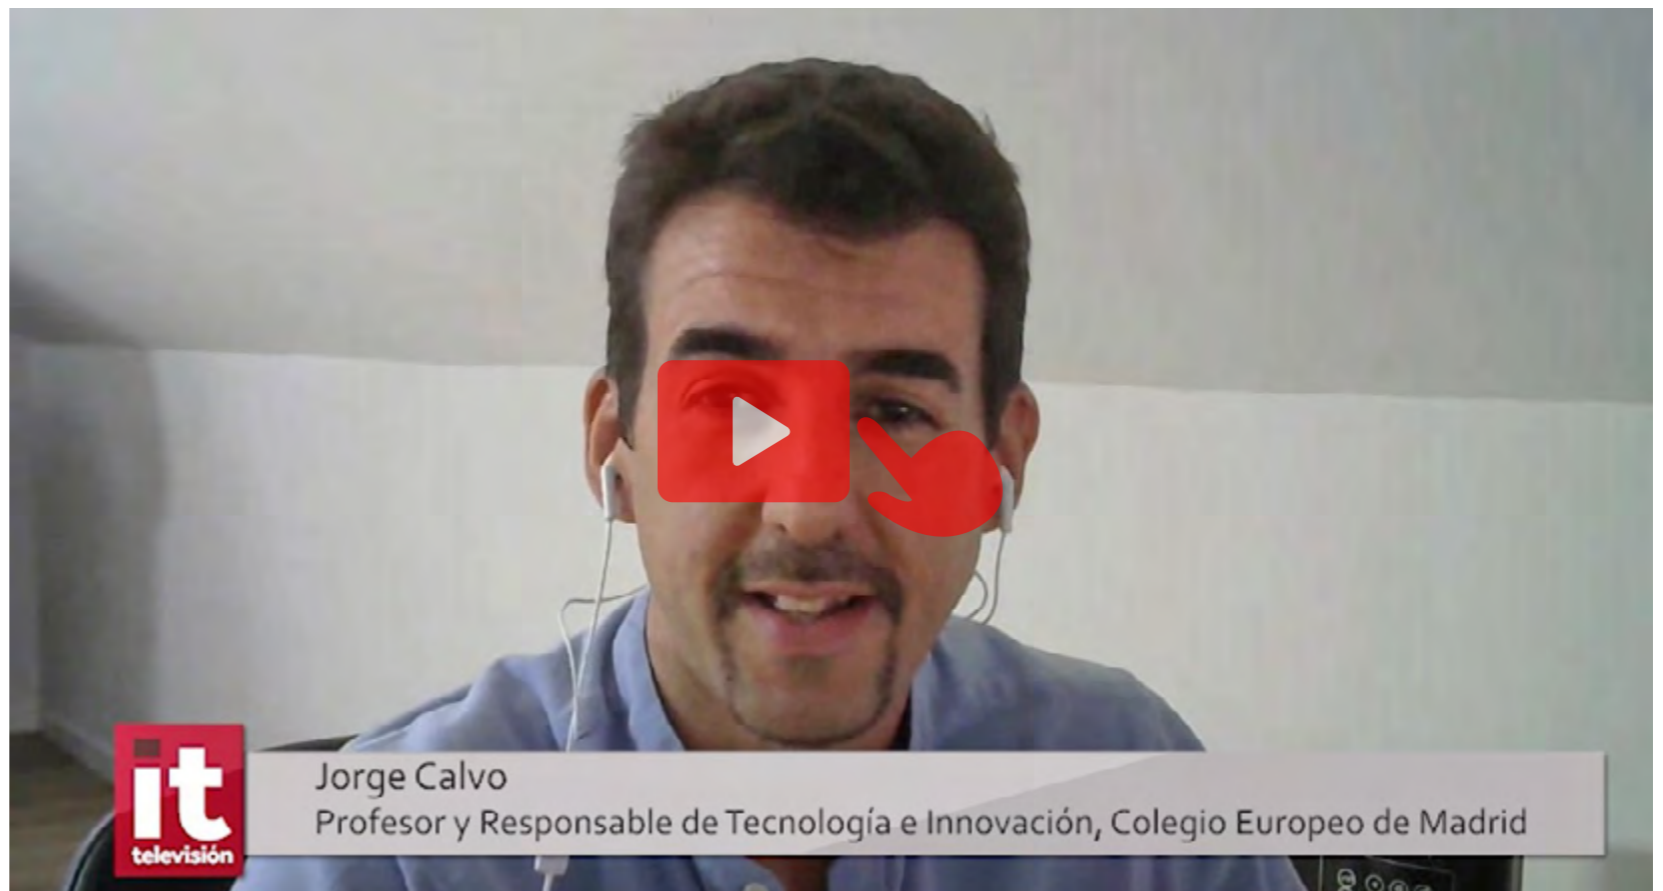 Jorge Calvo
Profesor y Responsable de Tecnología e Innovación, Colegio Europeo de Madrid
it
televisión